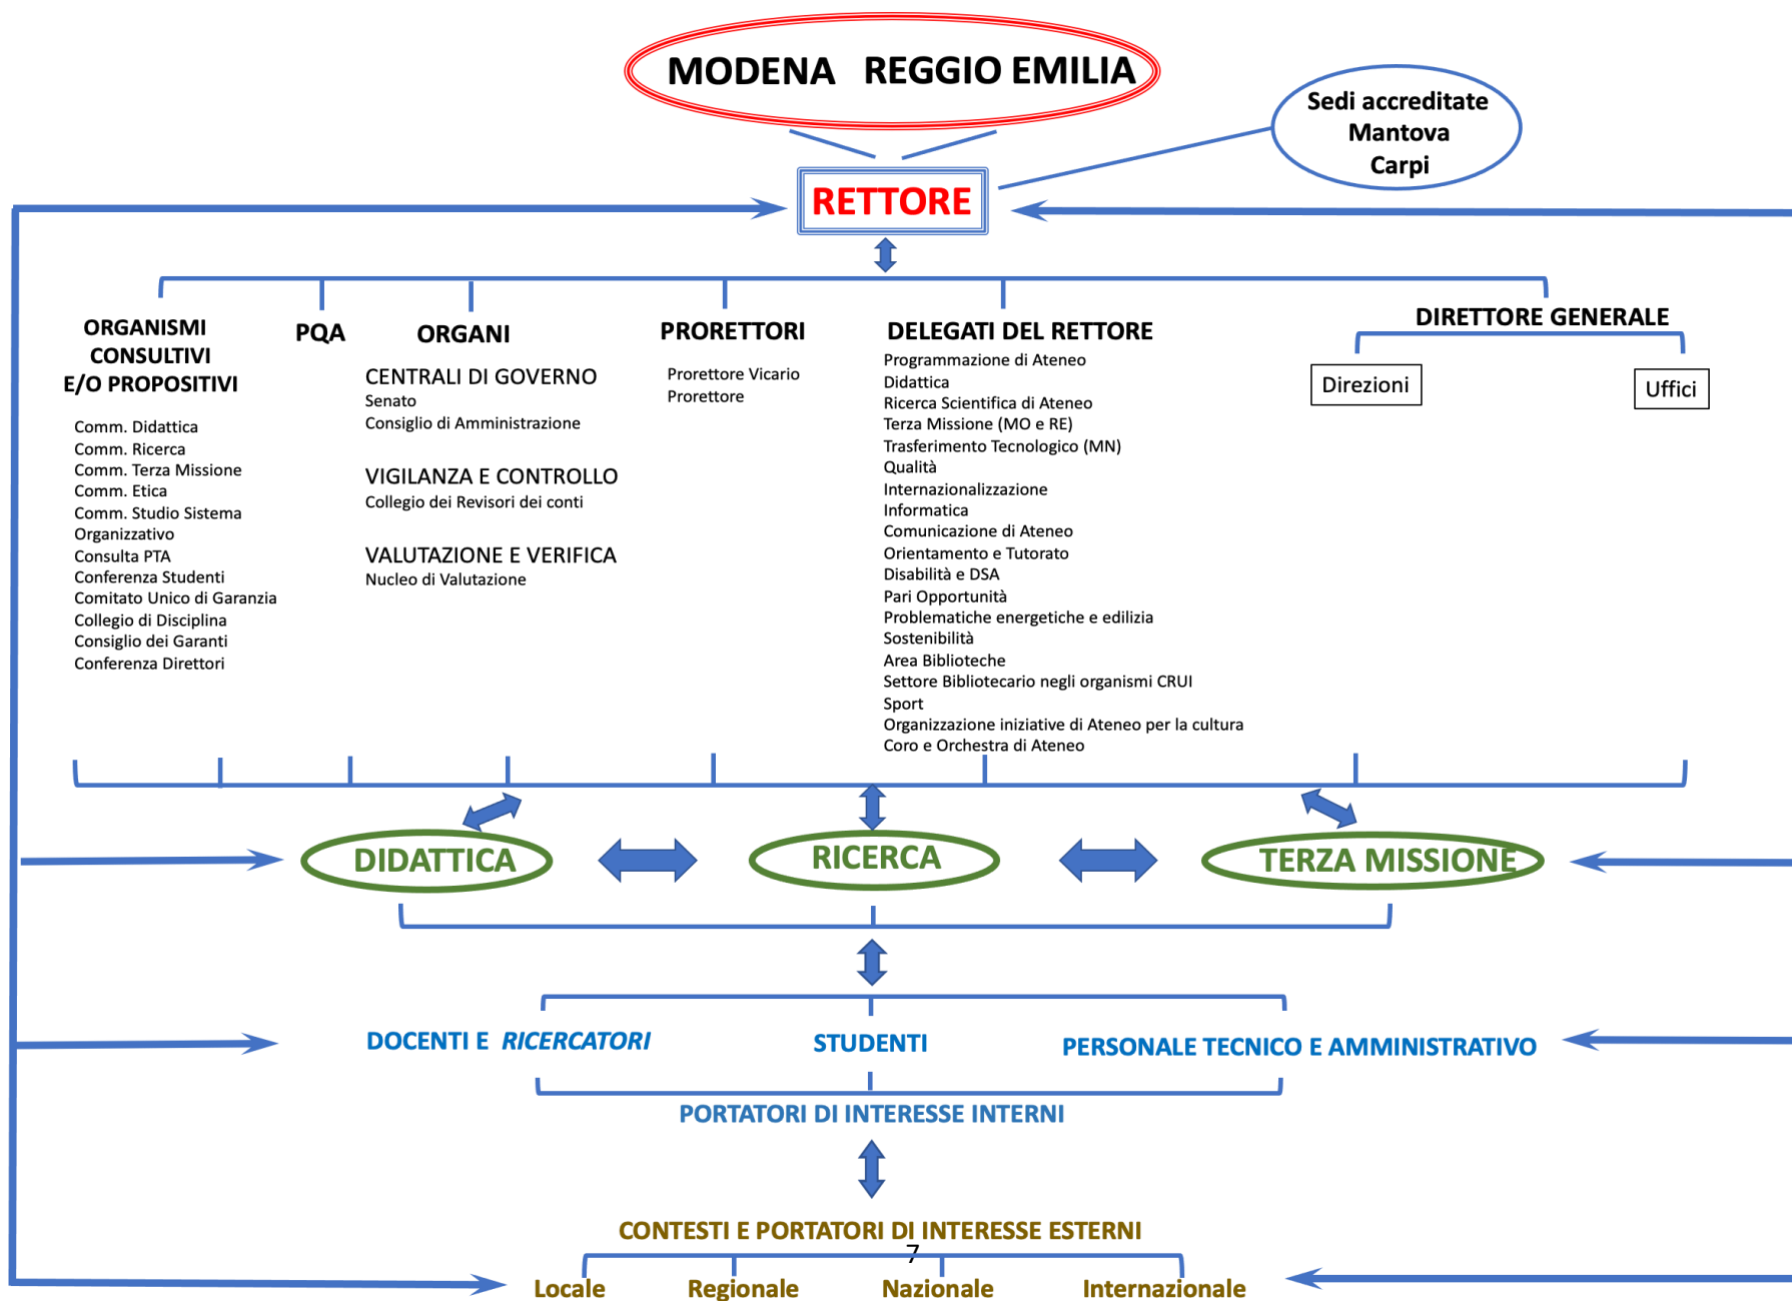 MODENA REGGIO EMILIA
Sedi accreditate
Mantova
Carpi
RETTORE
ORGANISMI
CONSULTIVI
E/O PROPOSITIVI
Comm. Didattica
Comm. Ricerca
Comm. Terza Missione
Comm. Etica
Comm. Studio Sistema
Organizzativo
Consulta PTA
Conferenza Studenti
Comitato Unico di Garanzia
Collegio di Disciplina
Consiglio dei Garanti
Conferenza Direttori
PQA
ORGANI
CENTRALI DI GOVERNO
Senato
Consiglio di Amministrazione
VIGILANZA E CONTROLLO
Collegio dei Revisori dei conti
VALUTAZIONE E VERIFICA
Nucleo di Valutazione
PRORETTORI
Prorettore Vicario
Prorettore
DELEGATI DEL RETTORE
Programmazione di Ateneo
Didattica
Ricerca Scientifica di Ateneo
Terza Missione (MO e RE)
Trasferimento Tecnologico (MN)
Qualità
Internazionalizzazione
Informatica
Comunicazione di Ateneo
Orientamento e Tutorato
Disabilità e DSA
Pari Opportunità
Problematiche energetiche e edilizia
Sostenibilità
Area Biblioteche
Settore Bibliotecario negli organismi CRUI
Sport
Organizzazione iniziative di Ateneo per la cultura
Coro e Orchestra di Ateneo
DIRETTORE GENERALE
Direzioni
Uffici
DIDATTICA
RICERCA
TERZA MISSIONE
DOCENTI E RICERCATORI
STUDENTI
PERSONALE TECNICO E AMMINISTRATIVO
PORTATORI DI INTERESSE INTERNI
CONTESTI E PORTATORI DI INTERESSE ESTERNI
7
Locale
Regionale
Nazionale
Internazionale